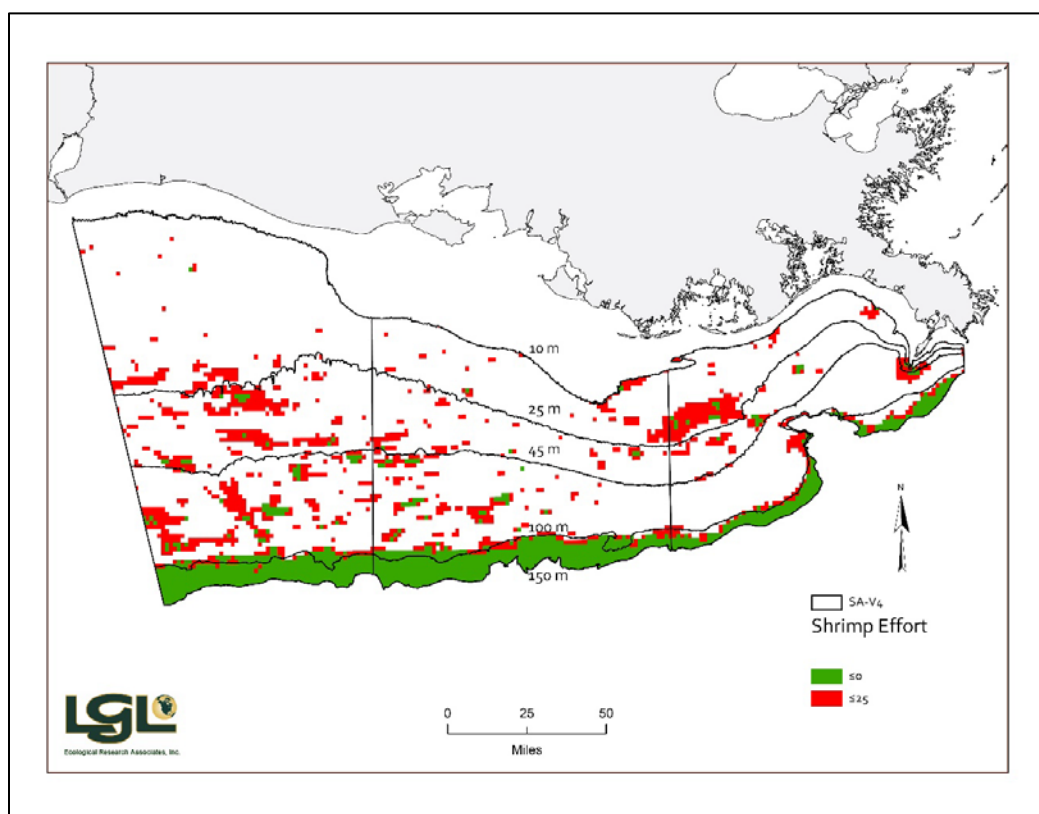 10 m
25 m
45 m
100 m
150 m
N
SA-V4
Shrimp Effort
≤0
≤25
LGL
Ecological Research Associates, Inc.
0 25 50
Miles